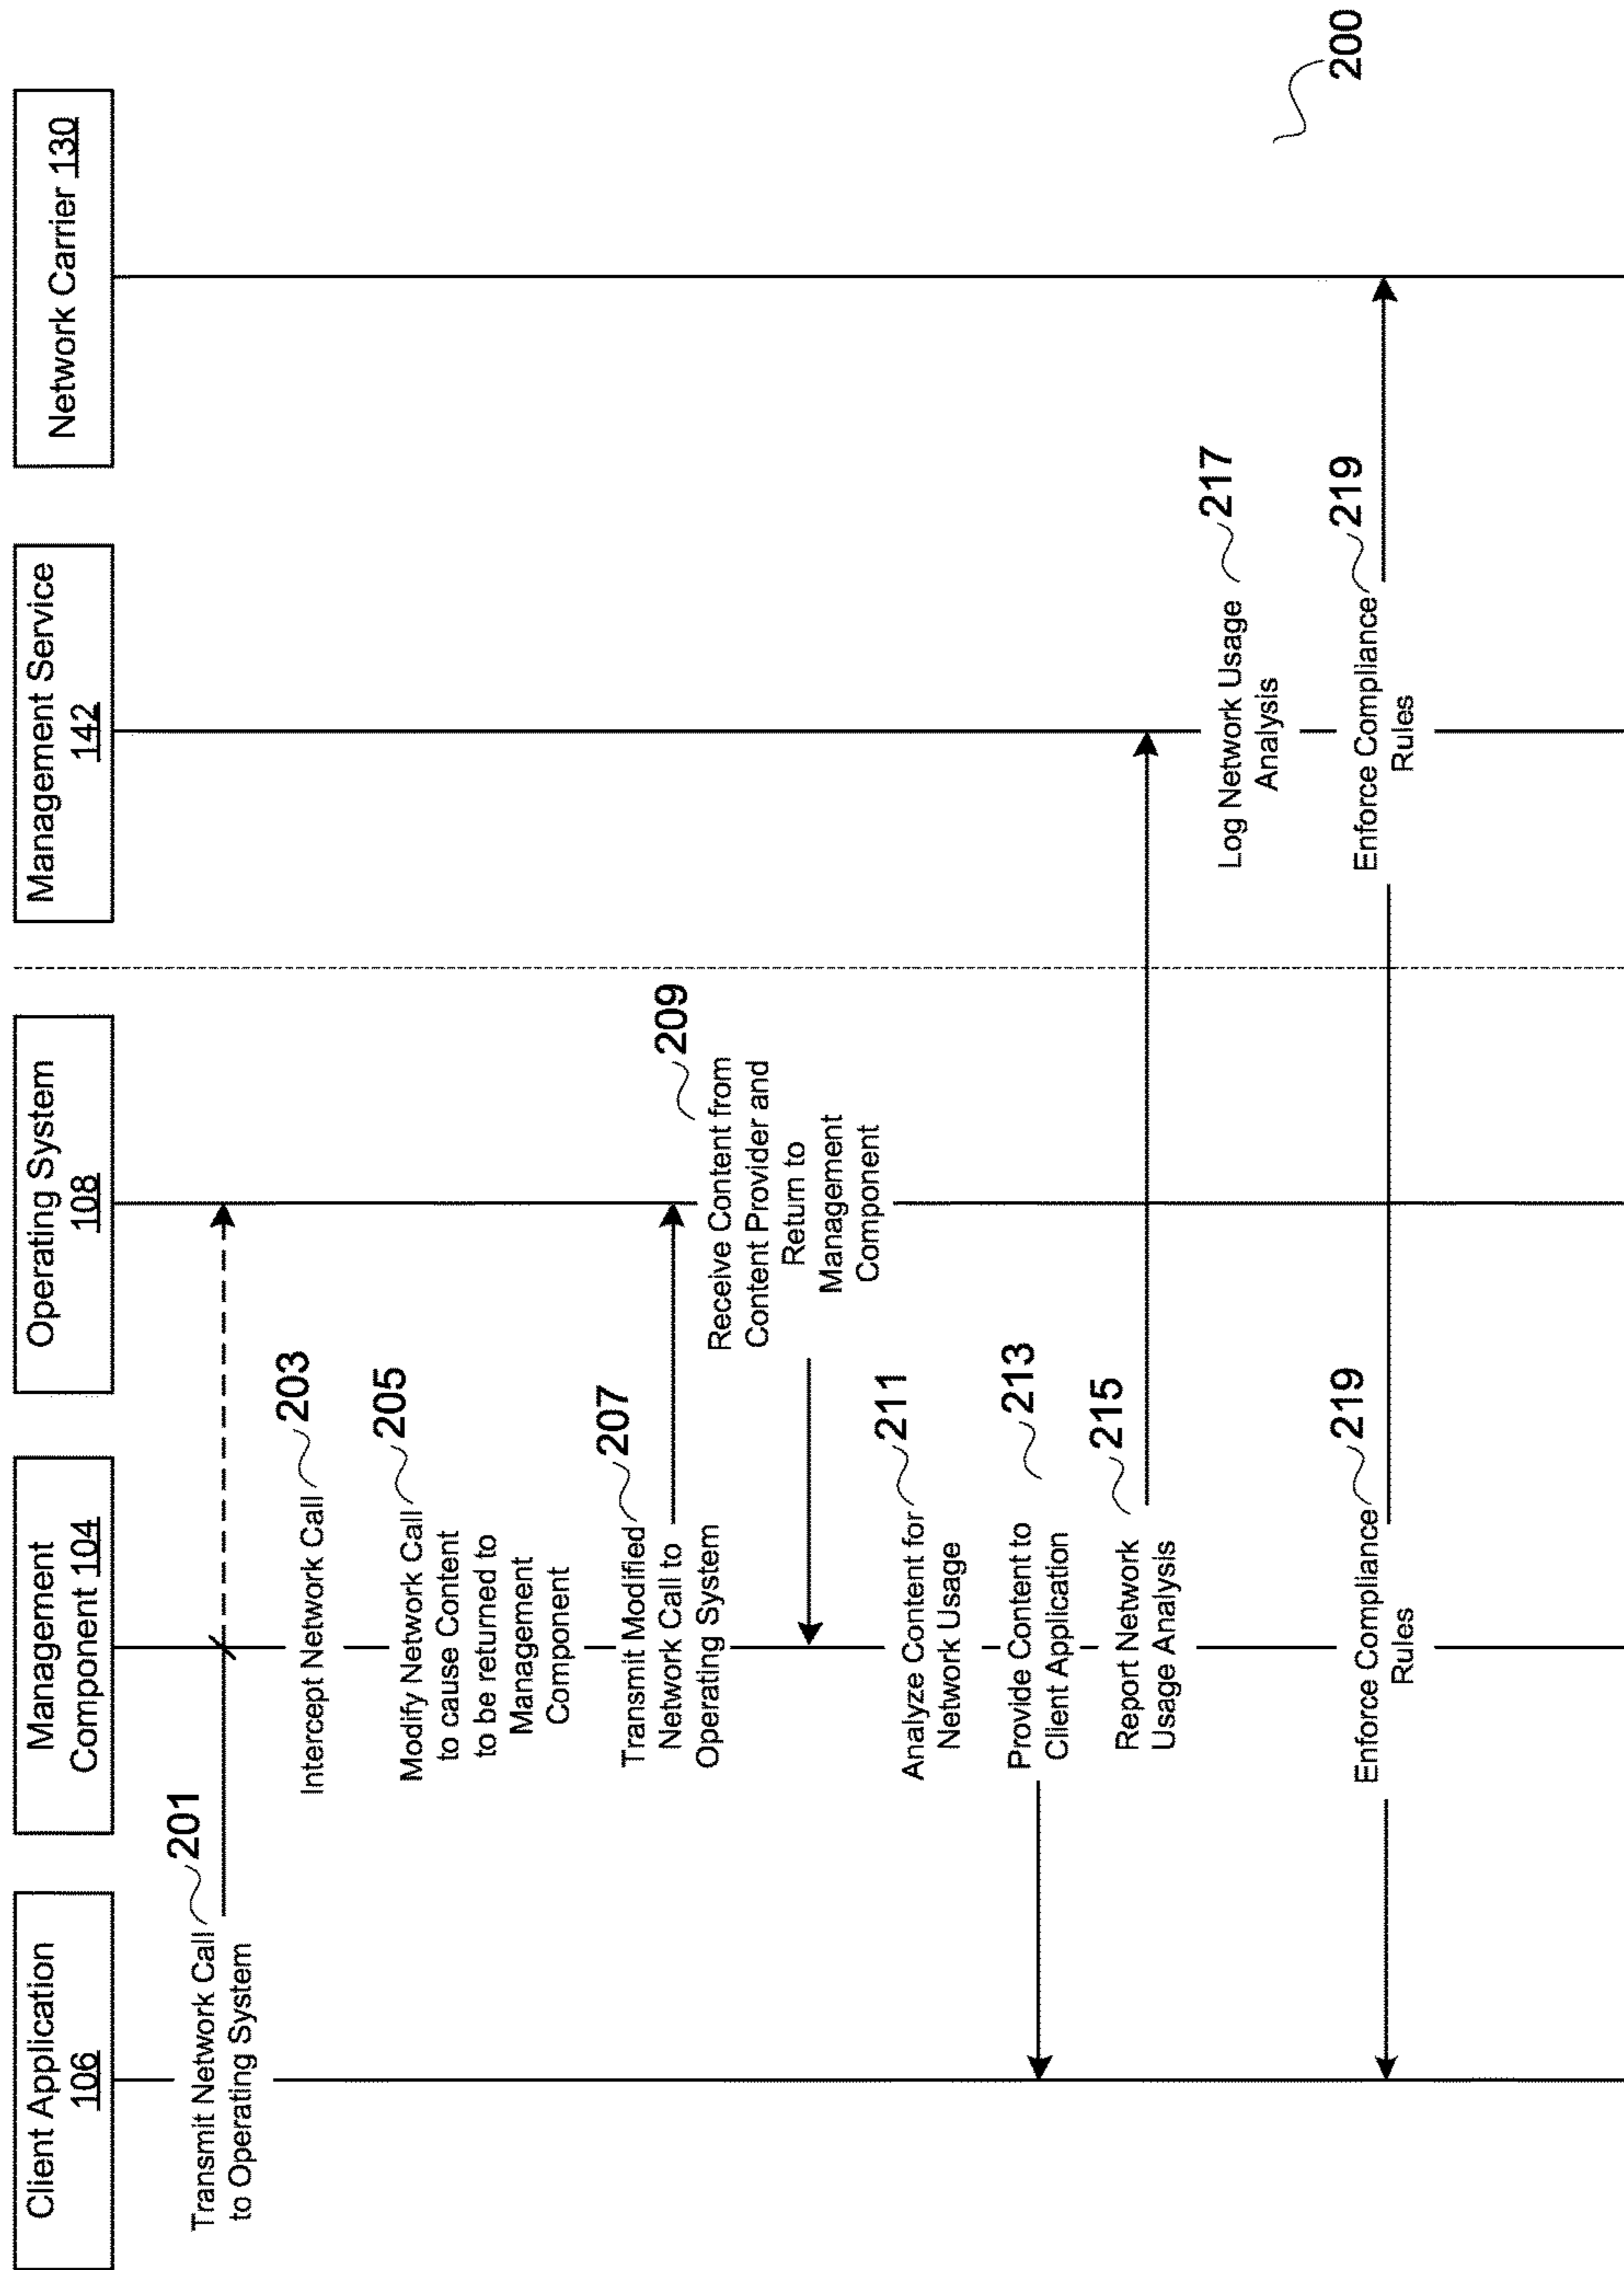 Client Application
106
Management
Component 104
Operating System
108
Management Service
142
Network Carrier 130
201
Transmit Network Call
to Operating System
203
Intercept Network Call
205
Modify Network Call
to cause Content
to be returned to
Management
Component
207
Transmit Modified
Network Call to
Operating System
209
Receive Content from
Content Provider and
Return to
Management
Component
211
Analyze Content for
Network Usage
213
Provide Content to
Client Application
215
Report Network
Usage Analysis
217
Log Network Usage
Analysis
219
Enforce Compliance
Rules
219
Enforce Compliance
Rules
200